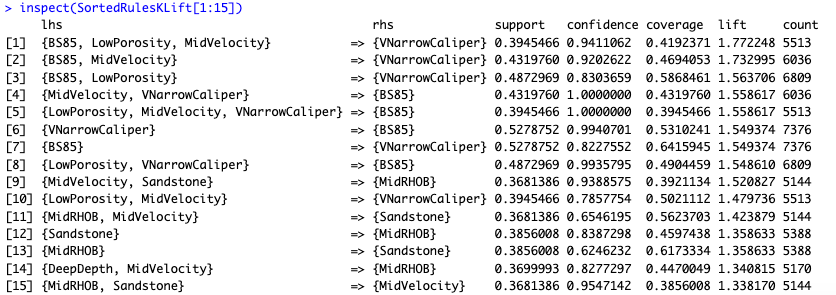 > inspect(SortedRulesKLift[1:15])
lhs rhs support confidence coverage lift count
[1] {BS85, LowPorosity, MidVelocity} => {VNarrowCaliper} 0.3945466 0.9411062 0.4192371 1.772248 5513
[2] {BS85, MidVelocity} => {VNarrowCaliper} 0.4319760 0.9202622 0.4694053 1.732995 6036
[3] {BS85, LowPorosity} => {VNarrowCaliper} 0.4872969 0.8303659 0.5868461 1.563706 6809
[4] {MidVelocity, VNarrowCaliper} => {BS85} 0.4319760 1.0000000 0.4319760 1.558617 6036
[5] {LowPorosity, MidVelocity, VNarrowCaliper} => {BS85} 0.3945466 1.0000000 0.3945466 1.558617 5513
[6] {VNarrowCaliper} => {BS85} 0.5278752 0.9940701 0.5310241 1.549374 7376
[7] {BS85} => {VNarrowCaliper} 0.5278752 0.8227552 0.6415945 1.549374 7376
[8] {LowPorosity, VNarrowCaliper} => {BS85} 0.4872969 0.9935795 0.4904459 1.548610 6809
[9] {MidVelocity, Sandstone} => {MidRHOB} 0.3681386 0.9388575 0.3921134 1.520827 5144
[10] {LowPorosity, MidVelocity} => {VNarrowCaliper} 0.3945466 0.7857754 0.5021112 1.479736 5513
[11] {MidRHOB, MidVelocity} => {Sandstone} 0.3681386 0.6546195 0.5623703 1.423879 5144
[12] {Sandstone} => {MidRHOB} 0.3856008 0.8387298 0.4597438 1.358633 5388
[13] {MidRHOB} => {Sandstone} 0.3856008 0.6246232 0.6173334 1.358633 5388
[14] {DeepDepth, MidVelocity} => {MidRHOB} 0.3699993 0.8277297 0.4470049 1.340815 5170
[15] {MidRHOB, Sandstone} => {MidVelocity} 0.3681386 0.9547142 0.3856008 1.338170 5144